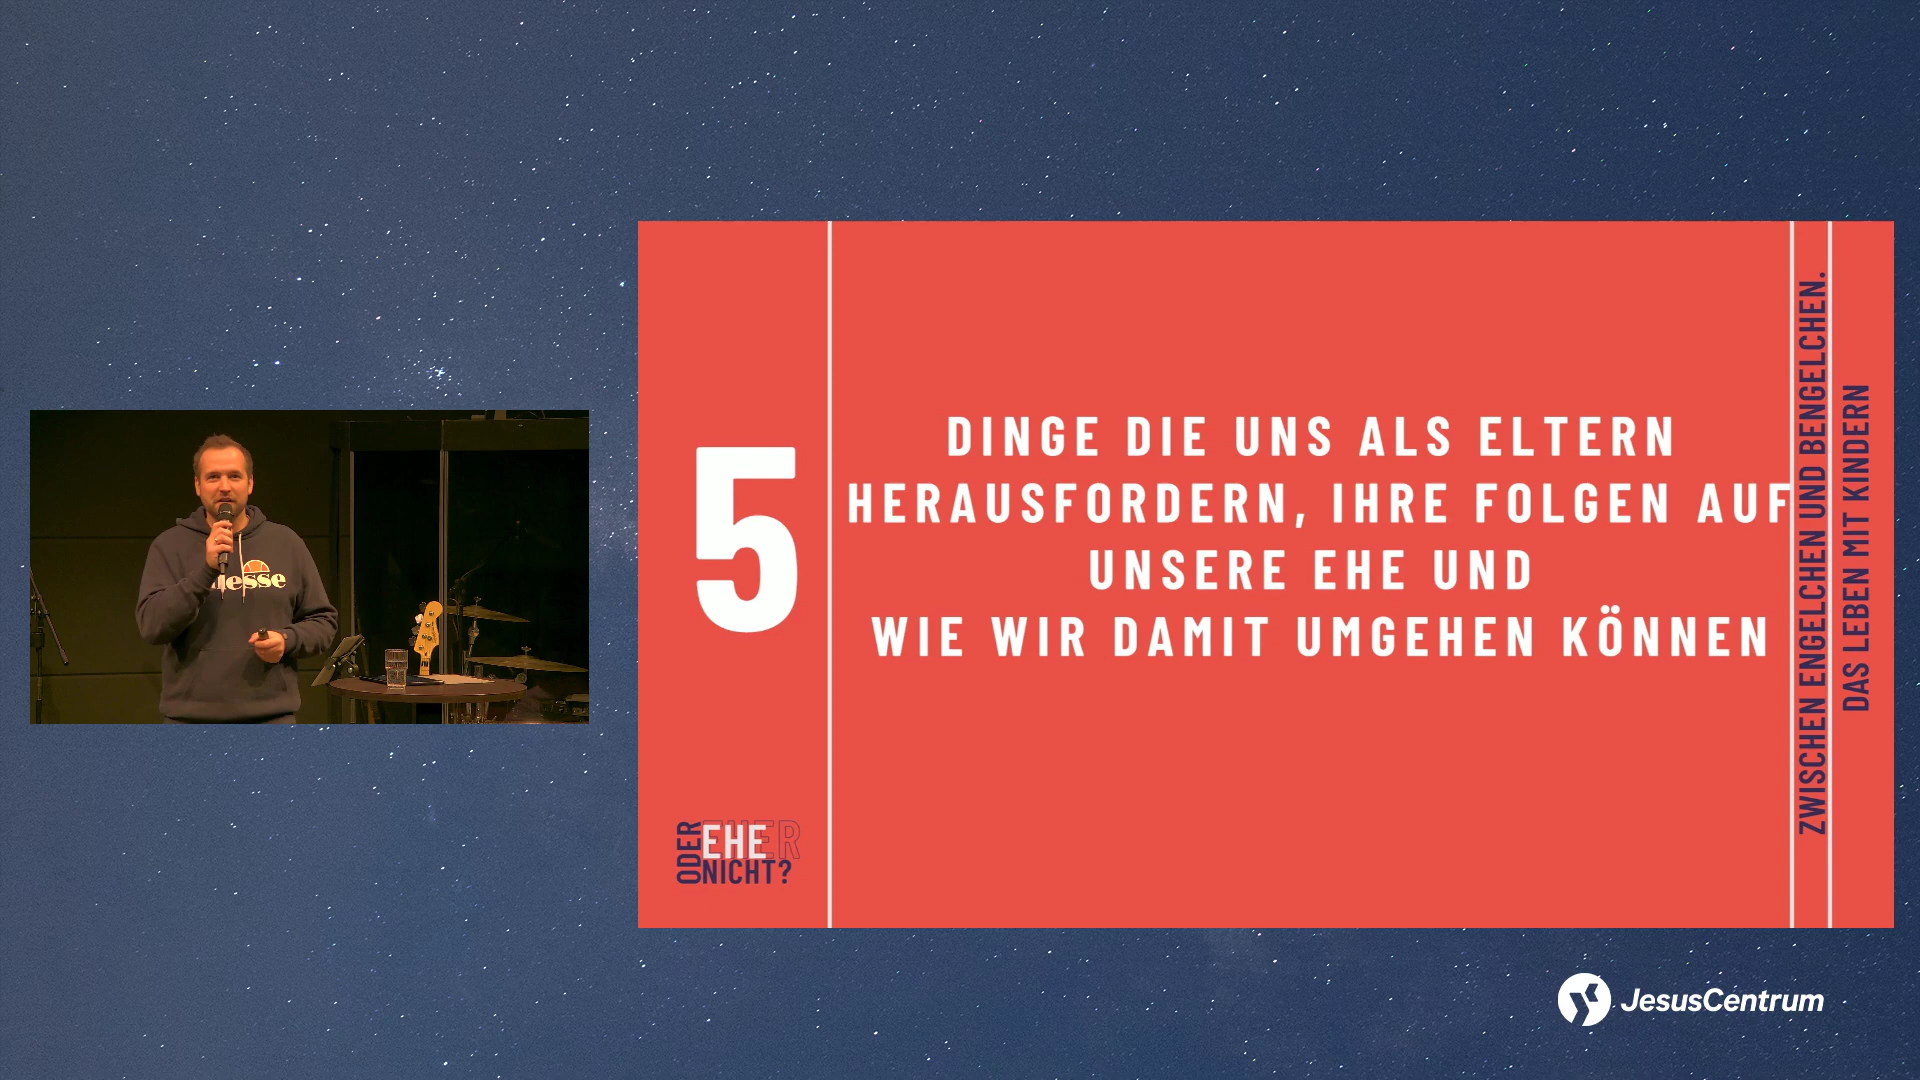 5
DINGE DIE UNS ALS ELTERN
HERAUSFORDERN, IHRE FOLGEN AUF
UNSERE EHE UND
WIE WIR DAMIT UMGEHEN KÖNNEN
ZWISCHEN ENGELCHEN UND BENGELCHEN.
DAS LEBEN MIT KINDERN
ODER
EHEER
NICHT?
JesusCentrum